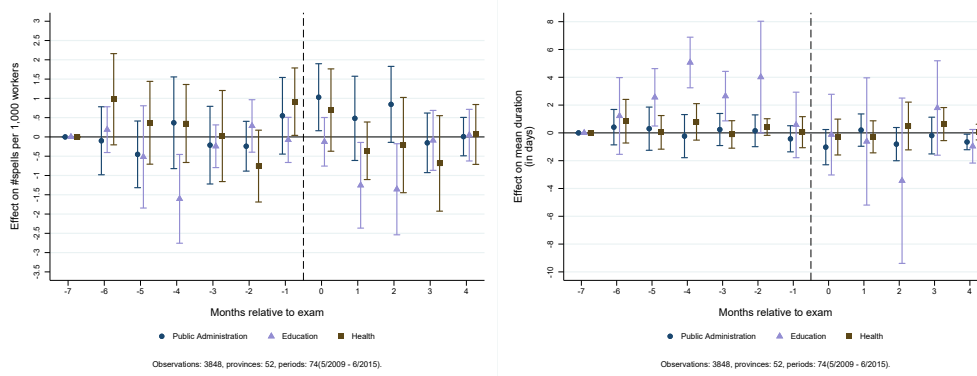 Effect on #spells per 1,000 workers
3
2.5
2
1.5
1
.5
0
-.5
-1
-1.5
-2
-2.5
-3
-3.5
-7 -6 -5 -4 -3 -2 -1 0 1 2 3 4
Months relative to exam
Public Administration Education Health
Observations: 3848, provinces: 52, periods: 74(5/2009 - 6/2015).
Effect on mean duration
(in days)
8
6
4
2
0
-2
-4
-6
-8
-10
-7 -6 -5 -4 -3 -2 -1 0 1 2 3 4
Months relative to exam
Public Administration Education Health
Observations: 3848, provinces: 52, periods: 74(5/2009 - 6/2015).